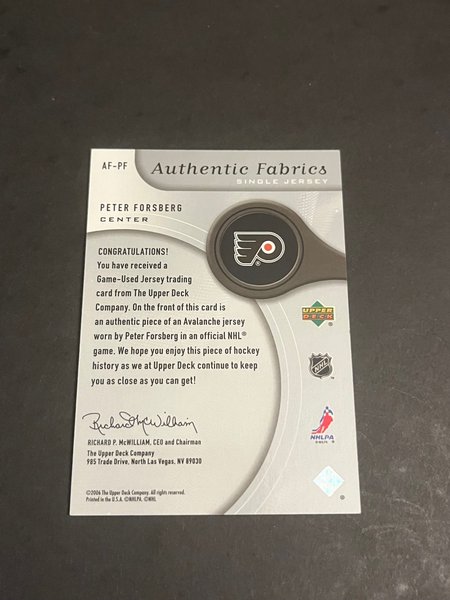 AF-PF
Authentic Fabrics
SINGLE JERSEY
PETER FORSBERG
CENTER
CONGRATULATIONS!
You have received a
Game-Used Jersey trading
card from The Upper Deck
Company. On the front of this card is
an authentic piece of an Avalanche jersey
worn by Peter Forsberg in an official NHL®
game. We hope you enjoy this piece of hockey
history as we at Upper Deck continue to keep
you as close as you can get!
UPPER
DECK
®
NHL
™
NHLPA
Richard McWilliam
RICHARD P. McWILLIAM, CEO and Chairman
The Upper Deck Company
985 Trade Drive, North Las Vegas, NV 89030
©2006 The Upper Deck Company. All rights reserved.
Printed in the U.S.A. ©NHLPA. ©NHL